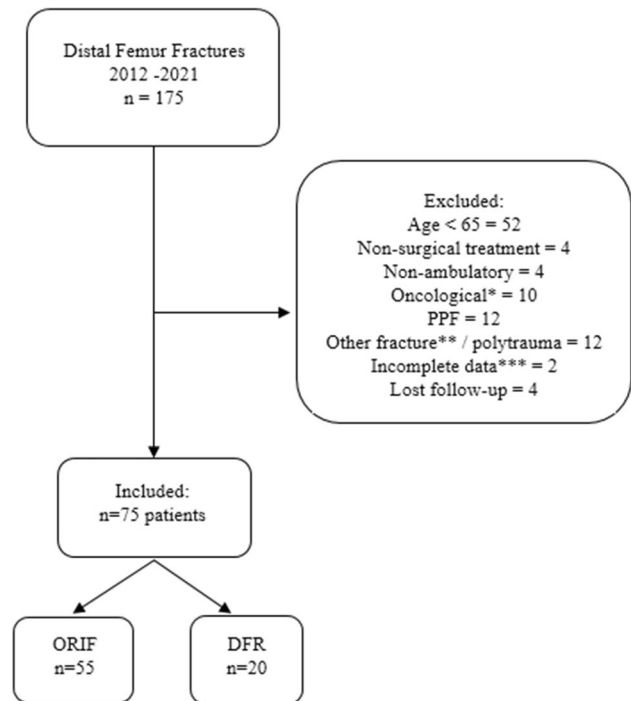 Distal Femur Fractures
2012 -2021
n = 175
Excluded:
Age < 65 = 52
Non-surgical treatment = 4
Non-ambulatory = 4
Oncological* = 10
PPF = 12
Other fracture** / polytrauma = 12
Incomplete data*** = 2
Lost follow-up = 4
Included:
n=75 patients
ORIF
n=55
DFR
n=20